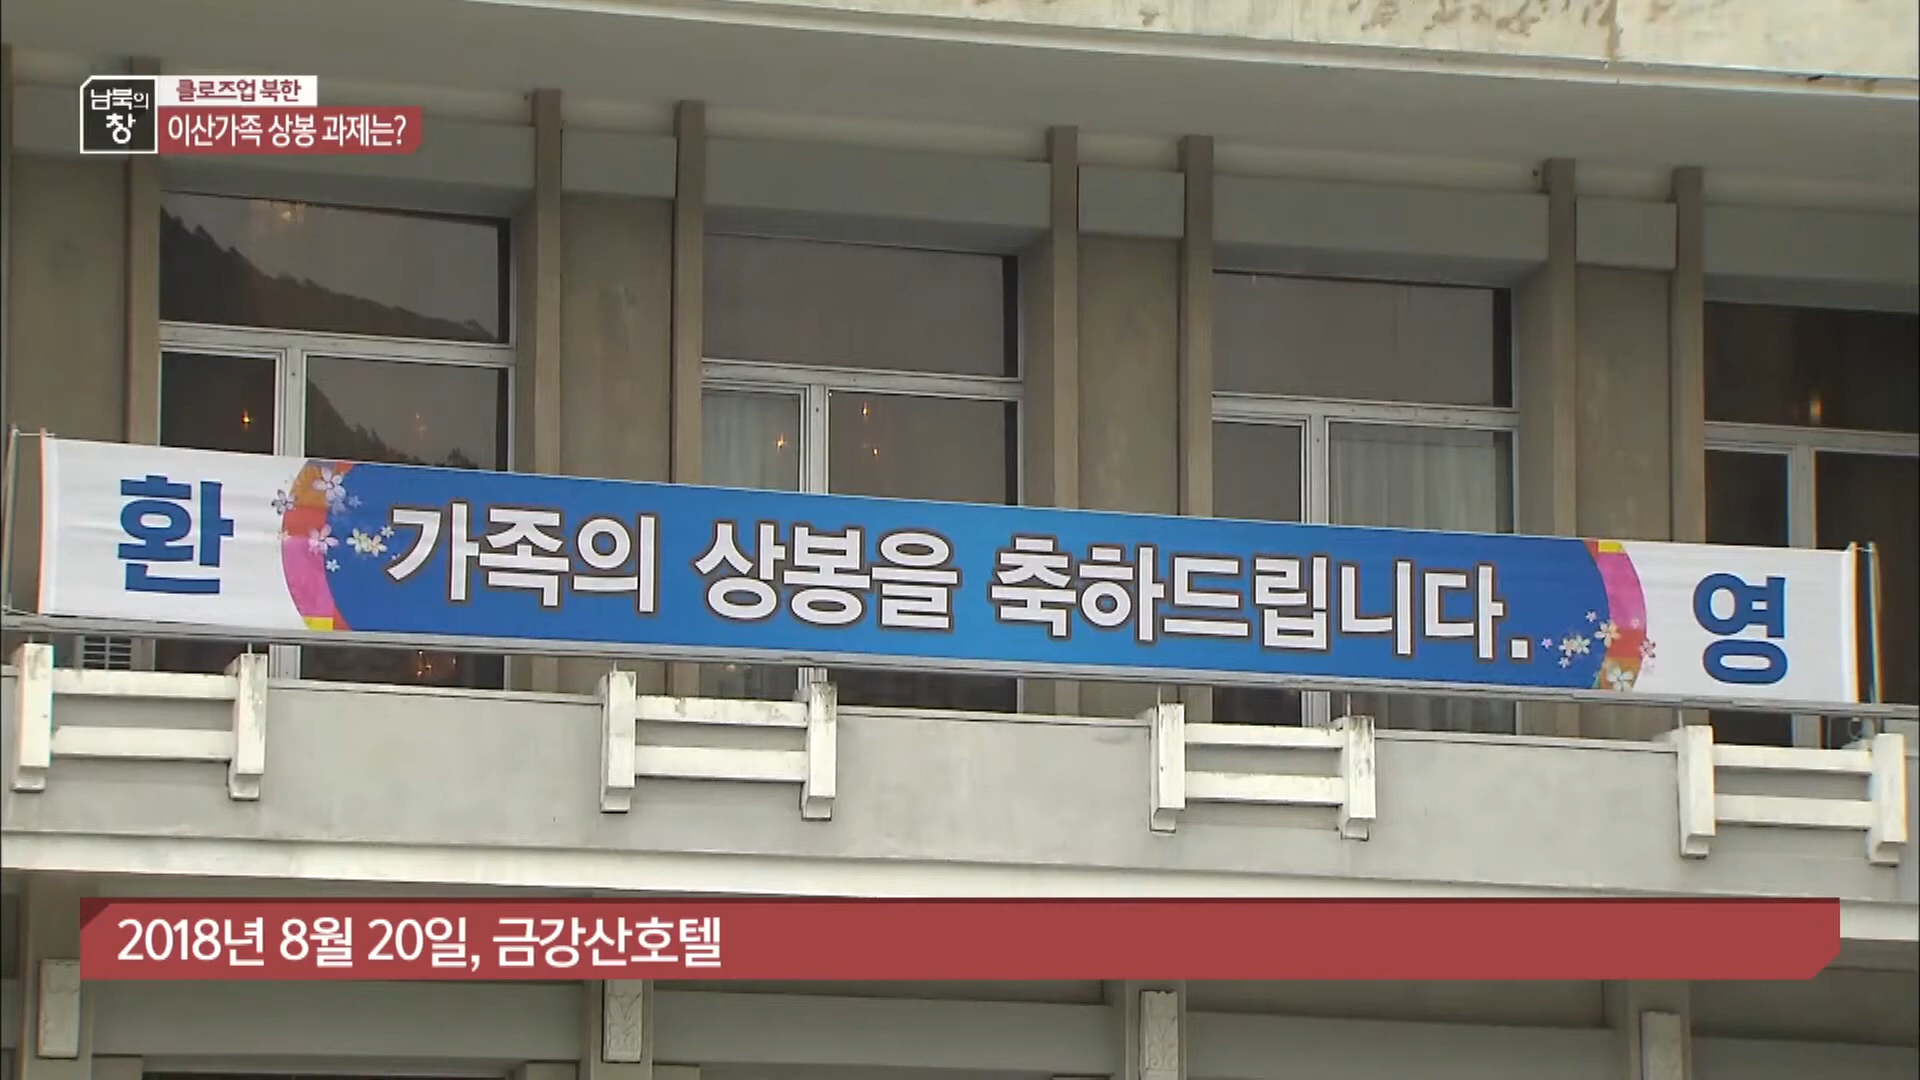 남북의
창
클로즈업 북한
이산가족 상봉 과제는?
환 가족의 상봉을 축하드립니다. 영
2018년 8월 20일, 금강산호텔